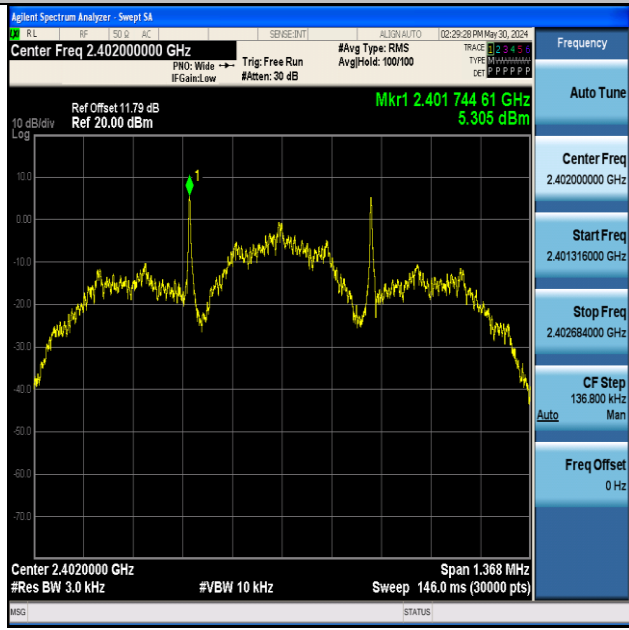 Agilent Spectrum Analyzer - Swept SA
RL RF 50 Ω AC SENSE:INT ALIGN AUTO 02:29:28 PM May 30, 2024
Center Freq 2.402000000 GHz
PNO: Wide
IFGain:Low
Trig: Free Run
#Atten: 30 dB
#Avg Type: RMS
Avg|Hold: 100/100
TRACE 1 2 3 4 5 6
TYPE
DET P P P P P P
Ref Offset 11.79 dB
Ref 20.00 dBm
10 dB/div
Log
Mkr1 2.401 744 61 GHz
5.305 dBm
1
10.0
0.00
-10.0
-20.0
-30.0
-40.0
-50.0
-60.0
-70.0
Center 2.4020000 GHz
Span 1.368 MHz
#Res BW 3.0 kHz
#VBW 10 kHz
Sweep 146.0 ms (30000 pts)
MSG
STATUS
Frequency
Auto Tune
Center Freq
2.402000000 GHz
Start Freq
2.401316000 GHz
Stop Freq
2.402684000 GHz
CF Step
136.800 kHz
Auto Man
Freq Offset
0 Hz